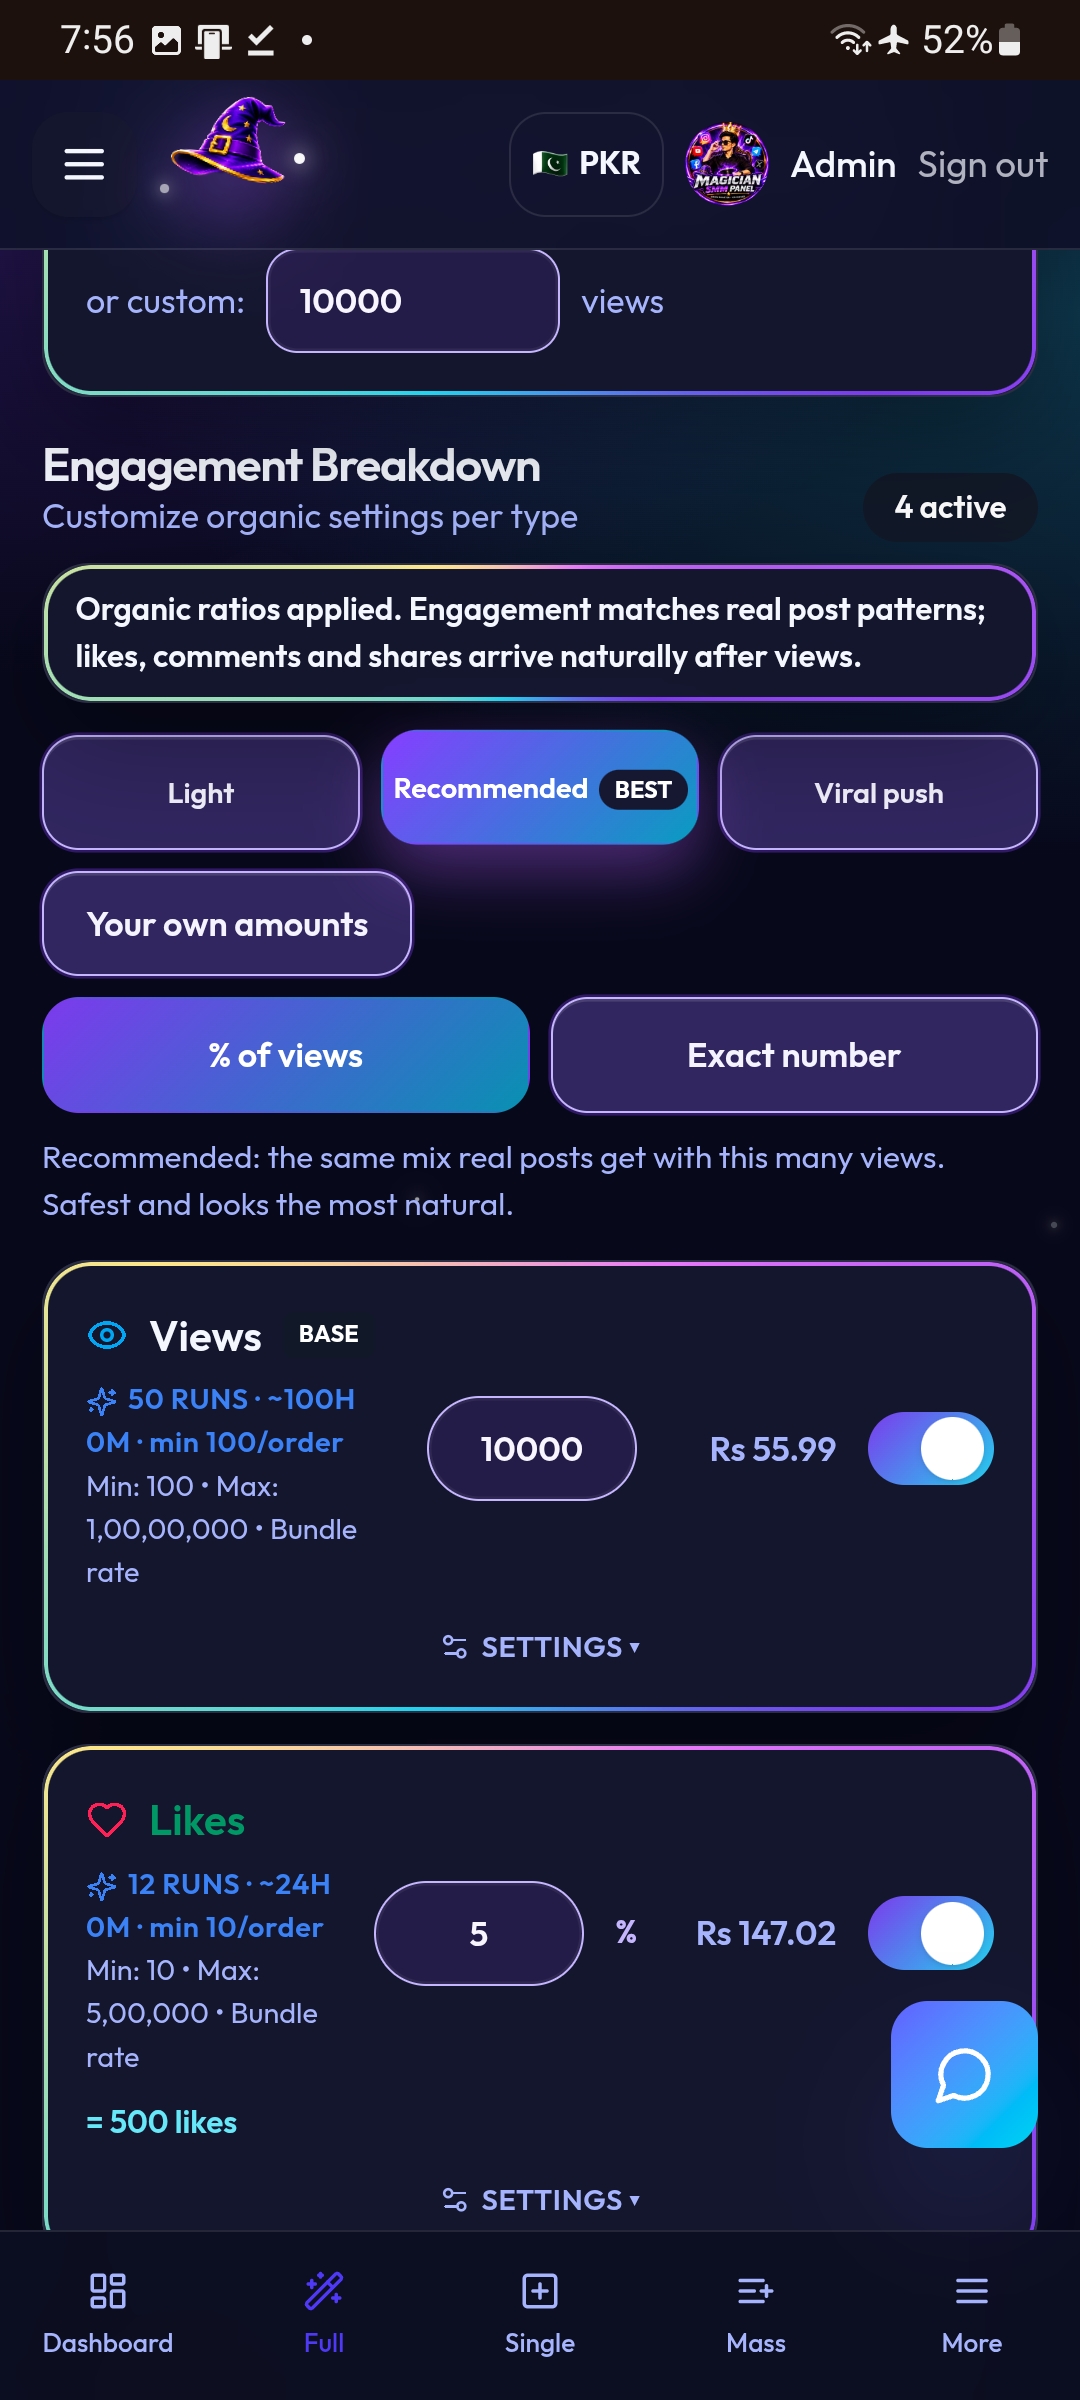 7:56
52%
PKR
MAGICIAN
SMM PANEL
Admin
Sign out
or custom:
10000
views
Engagement Breakdown
Customize organic settings per type
4 active
Organic ratios applied. Engagement matches real post patterns;
likes, comments and shares arrive naturally after views.
Light
Recommended
BEST
Viral push
Your own amounts
% of views
Exact number
Recommended: the same mix real posts get with this many views.
Safest and looks the most natural.
Views
BASE
50 RUNS · ~100H
0M · min 100/order
Min: 100 • Max:
1,00,00,000 • Bundle
rate
10000
Rs 55.99
SETTINGS ▾
Likes
12 RUNS · ~24H
0M · min 10/order
Min: 10 • Max:
5,00,000 • Bundle
rate
5
%
Rs 147.02
= 500 likes
SETTINGS ▾
Dashboard
Full
Single
Mass
More